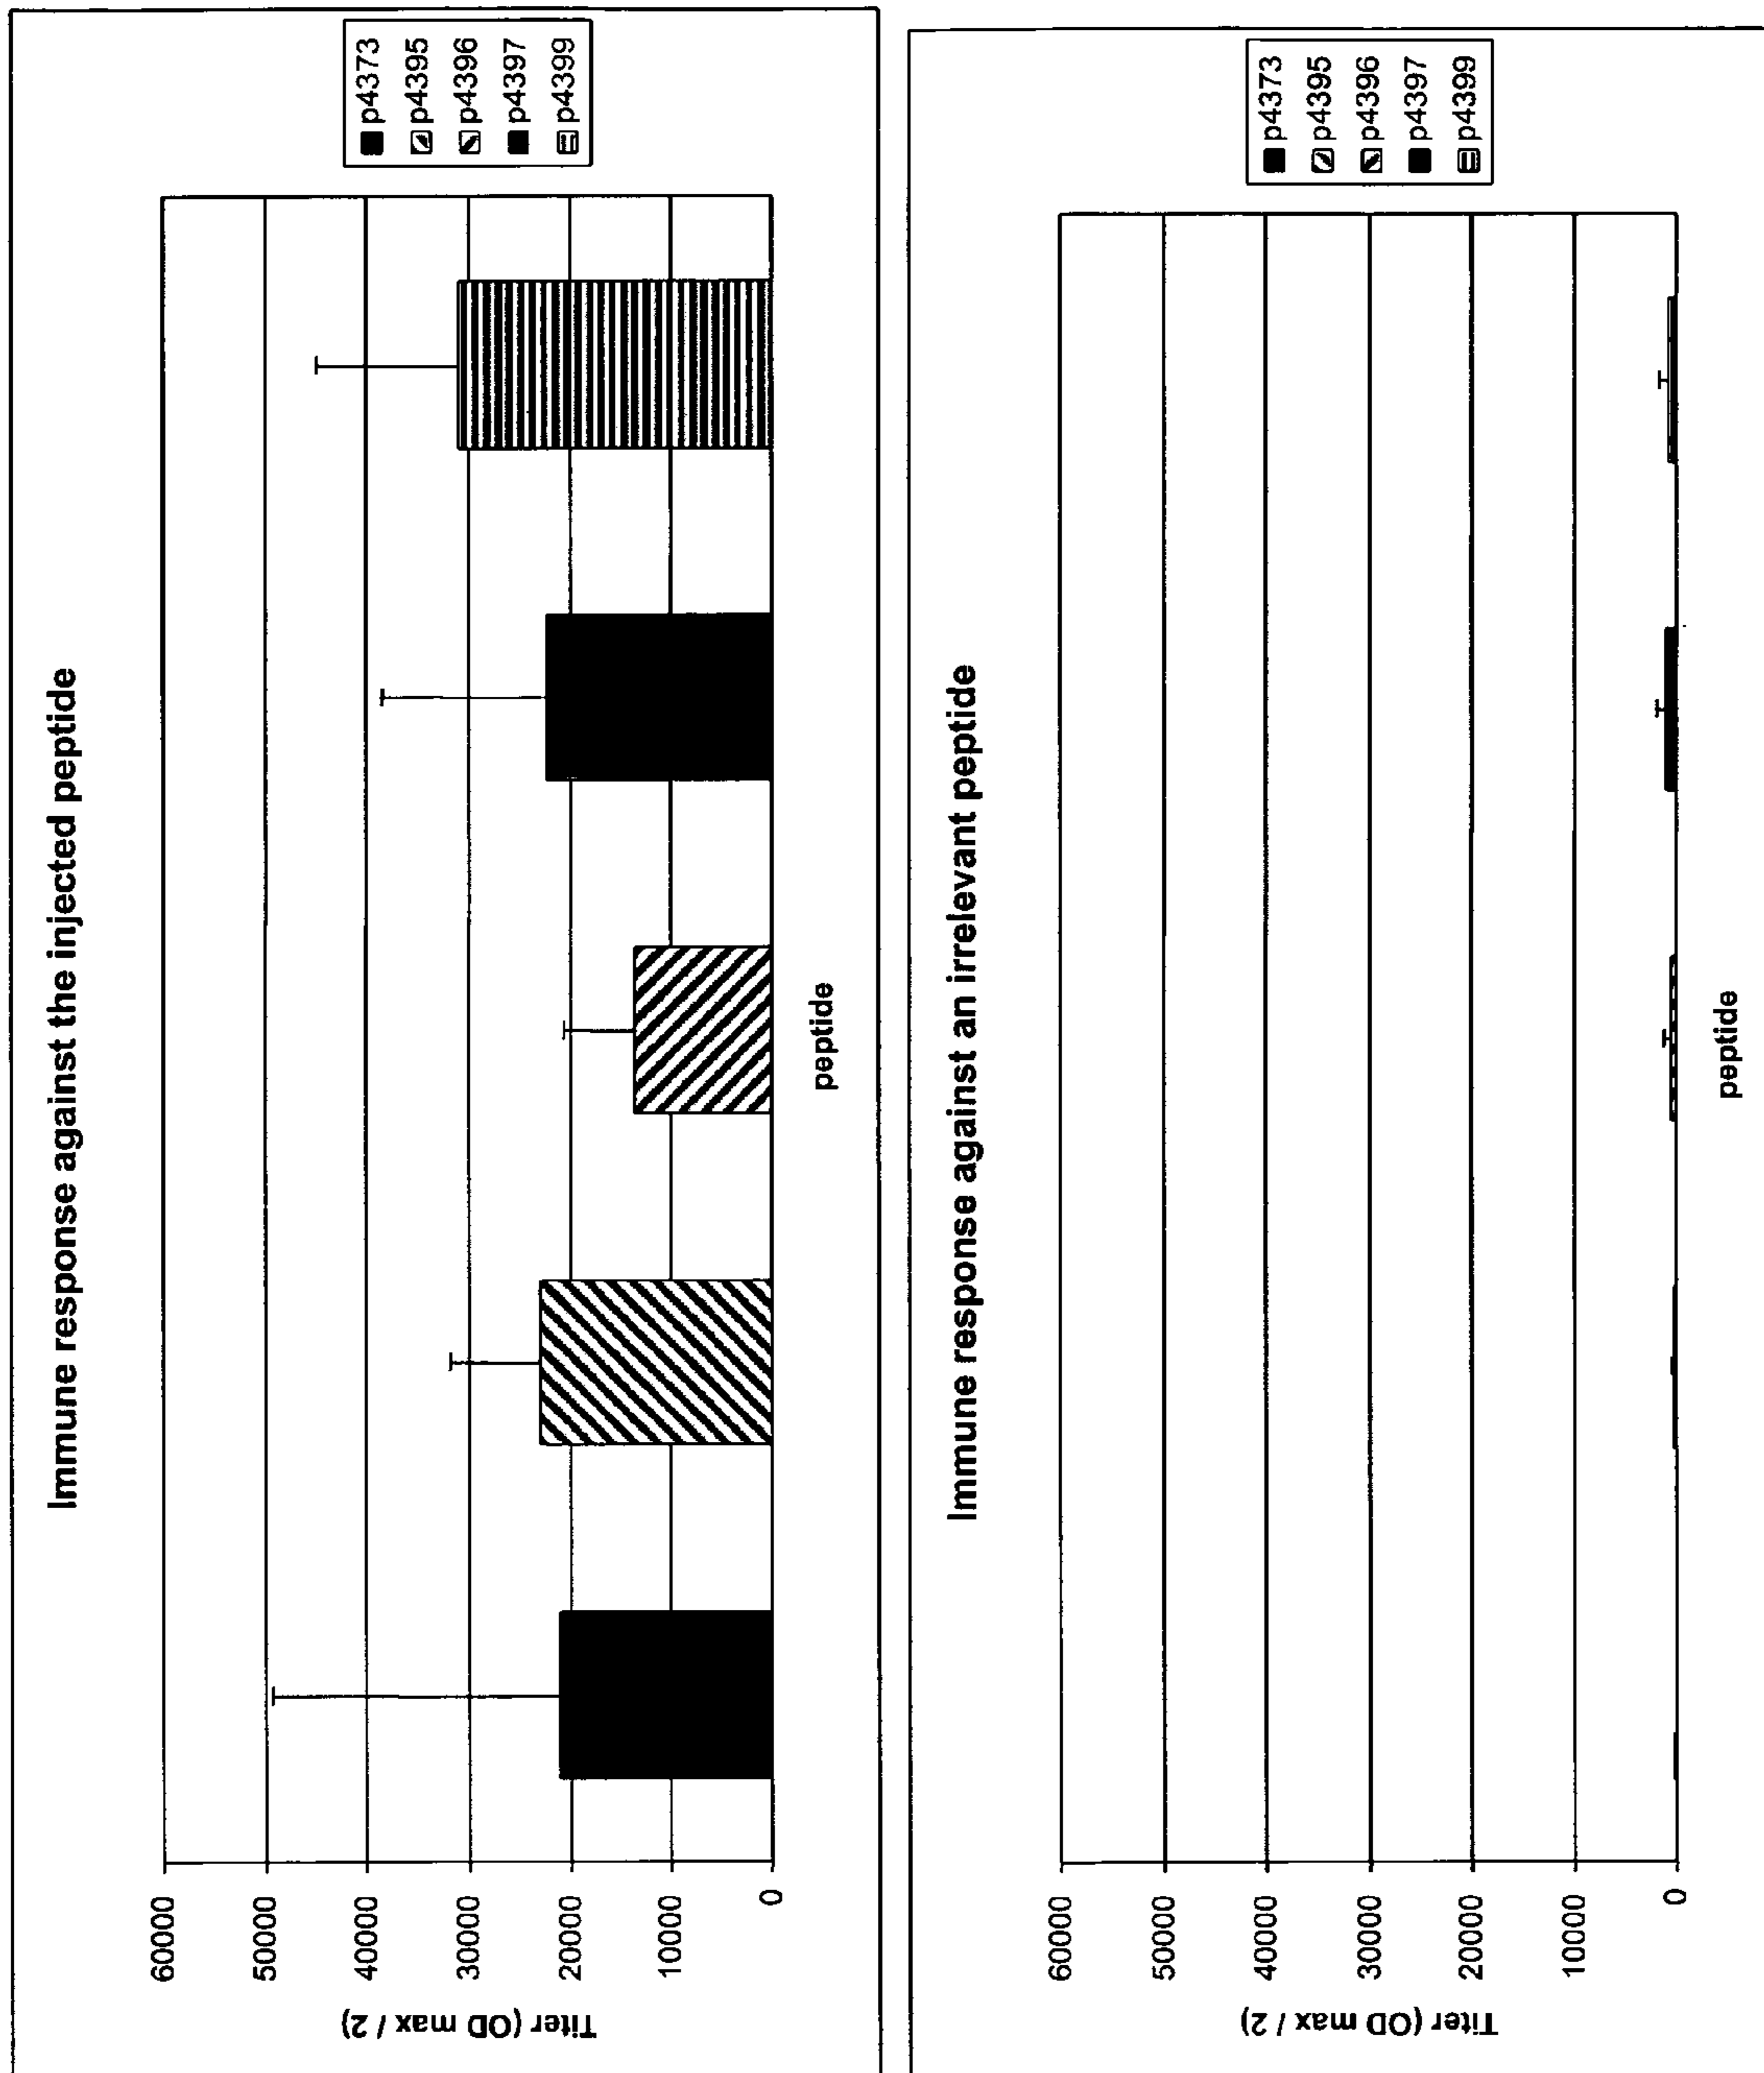 Immune response against the injected peptide
60000
50000
40000
30000
20000
10000
0
Titer (OD max / 2)
peptide
p4373
p4395
p4396
p4397
p4399
Immune response against an irrelevant peptide
60000
50000
40000
30000
20000
10000
0
Titer (OD max / 2)
peptide
p4373
p4395
p4396
p4397
p4399